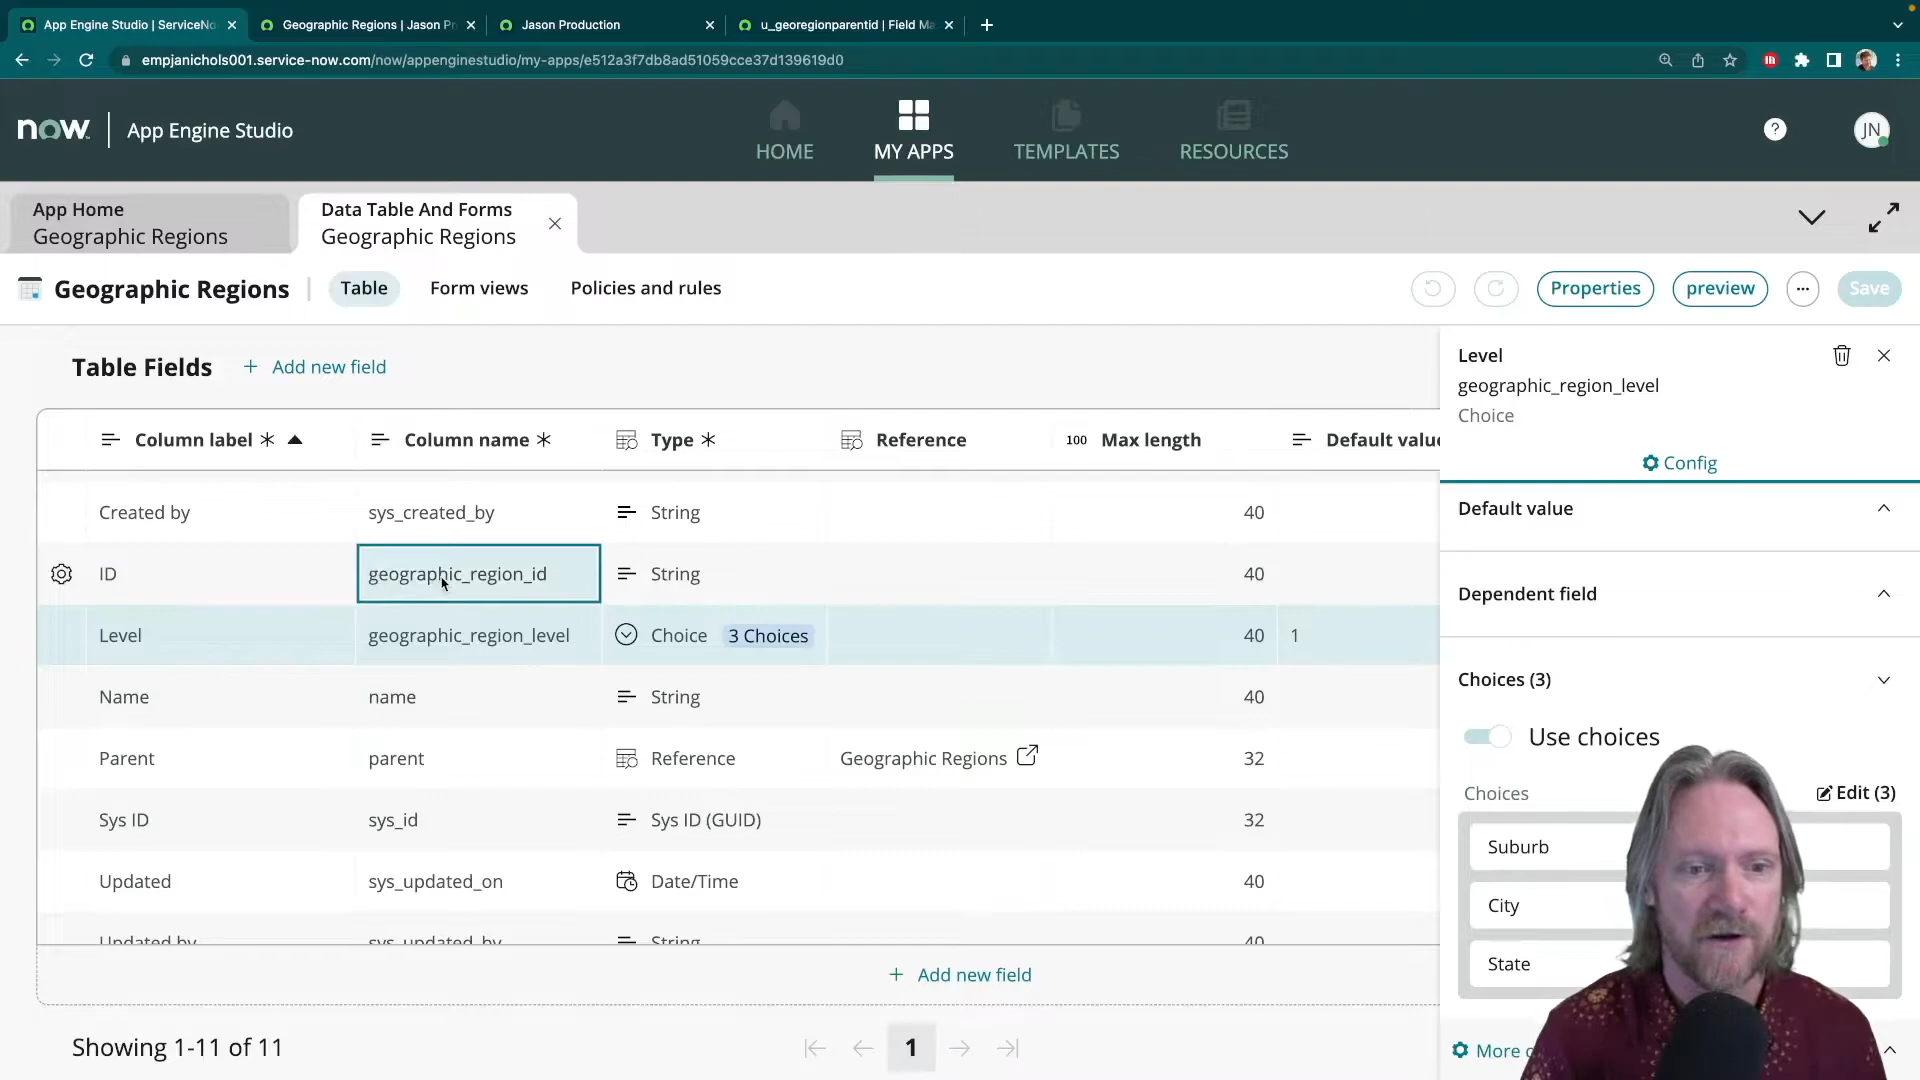 App Engine Studio | ServiceNo
Geographic Regions | Jason Pr
Jason Production
u_georegionparentid | Field Ma
empjanichols001.service-now.com/now/appenginestudio/my-apps/e512a3f7db8ad51059cce37d139619d0
now
App Engine Studio
HOME
MY APPS
TEMPLATES
RESOURCES
?
JN
App Home
Geographic Regions
Data Table And Forms
Geographic Regions
Geographic Regions
Table
Form views
Policies and rules
Properties
preview
Save
Table Fields
+ Add new field
Column label * Column name * Type * Reference 100 Max length Default value
Created by sys_created_by String 40
ID geographic_region_id String 40
Level geographic_region_level Choice 3 Choices 40 1
Name name String 40
Parent parent Reference Geographic Regions 32
Sys ID sys_id Sys ID (GUID) 32
Updated sys_updated_on Date/Time 40
Updated by sys_updated_by String 40
+ Add new field
Showing 1-11 of 11
1
Level
geographic_region_level
Choice
Config
Default value
Dependent field
Choices (3)
Use choices
Choices
Edit (3)
Suburb
City
State
More